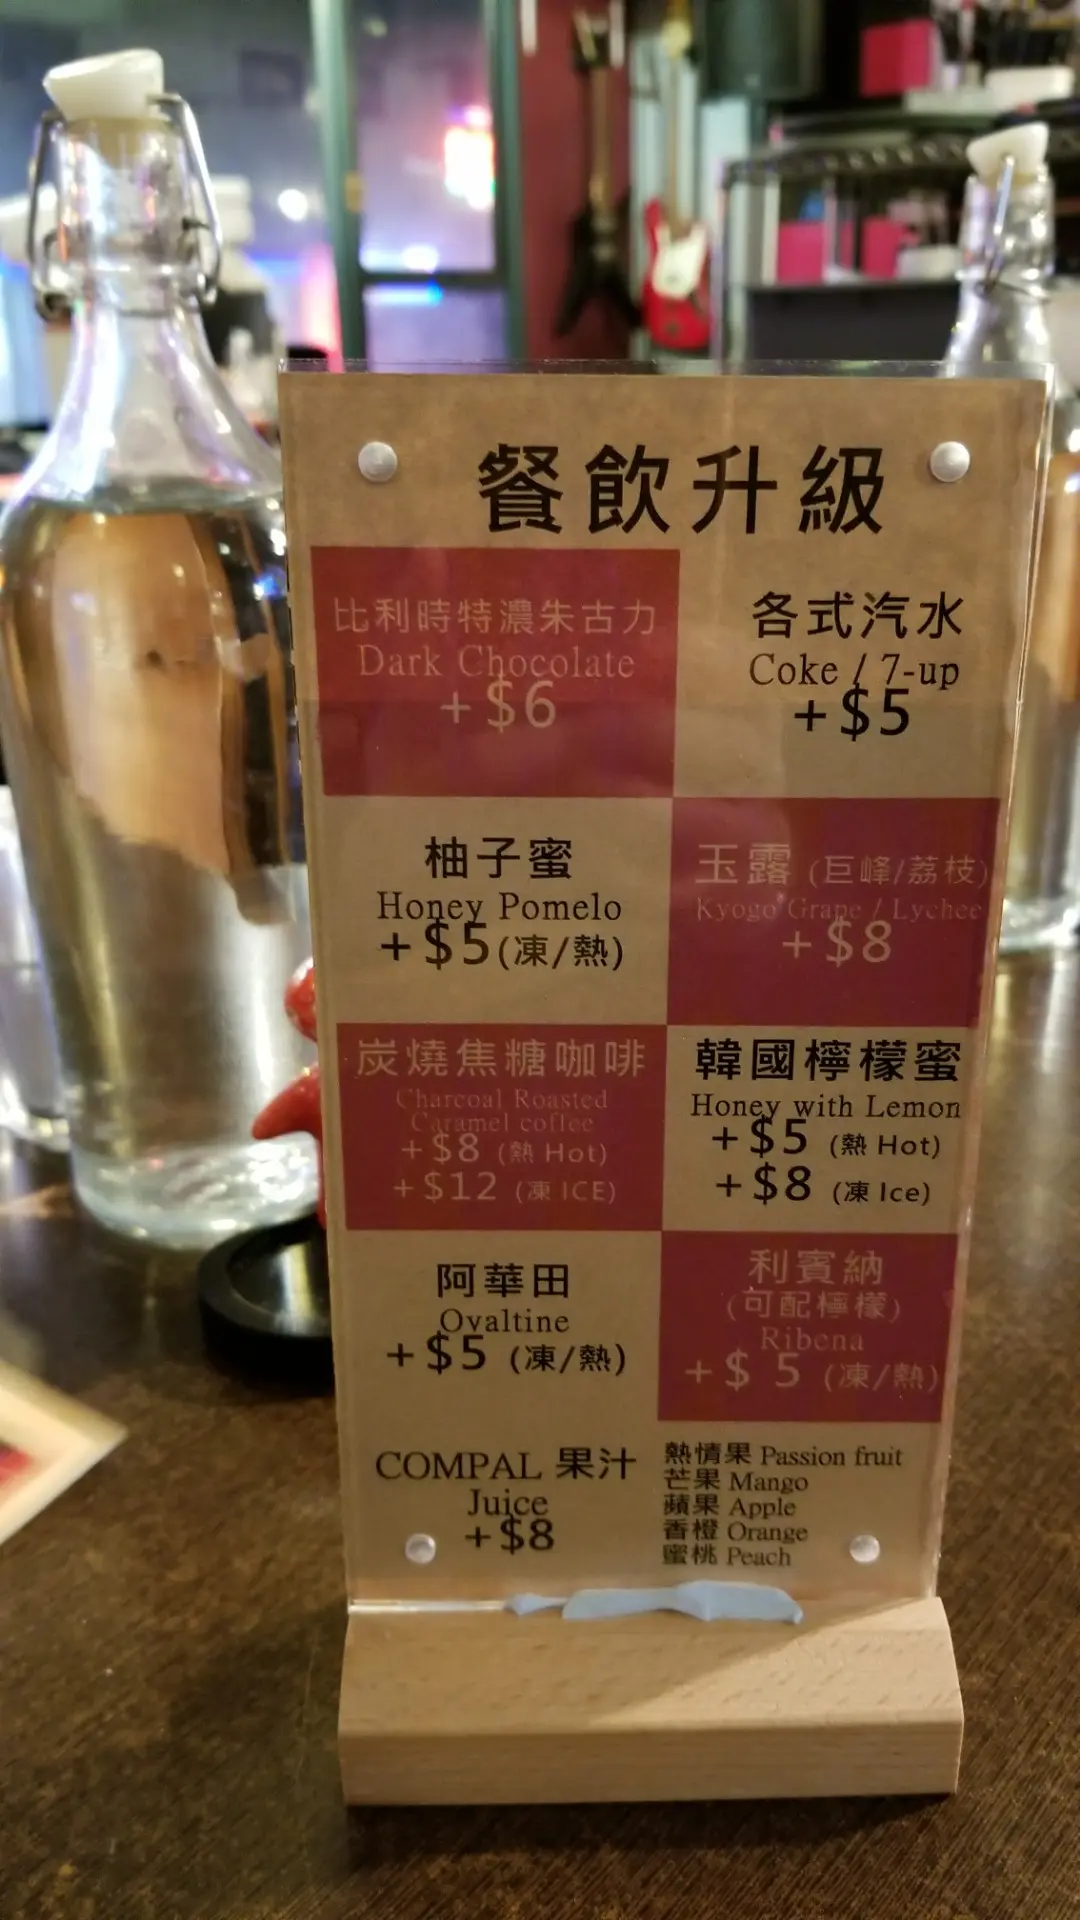 餐飲升級
比利時特濃朱古力
Dark Chocolate
+$6
各式汽水
Coke / 7-up
+$5
柚子蜜
Honey Pomelo
+$5(凍/熱)
玉露 (巨峰/荔枝)
Kyogo Grape / Lychee
+$8
炭燒焦糖咖啡
Charcoal Roasted
Caramel coffee
+$8 (熱 Hot)
+$12 (凍 ICE)
韓國檸檬蜜
Honey with Lemon
+$5 (熱 Hot)
+$8 (凍 Ice)
阿華田
Ovaltine
+$5 (凍/熱)
利賓納
(可配檸檬)
Ribena
+$ 5 (凍/熱)
COMPAL 果汁
Juice
+$8
熱情果 Passion fruit
芒果 Mango
蘋果 Apple
香橙 Orange
蜜桃 Peach